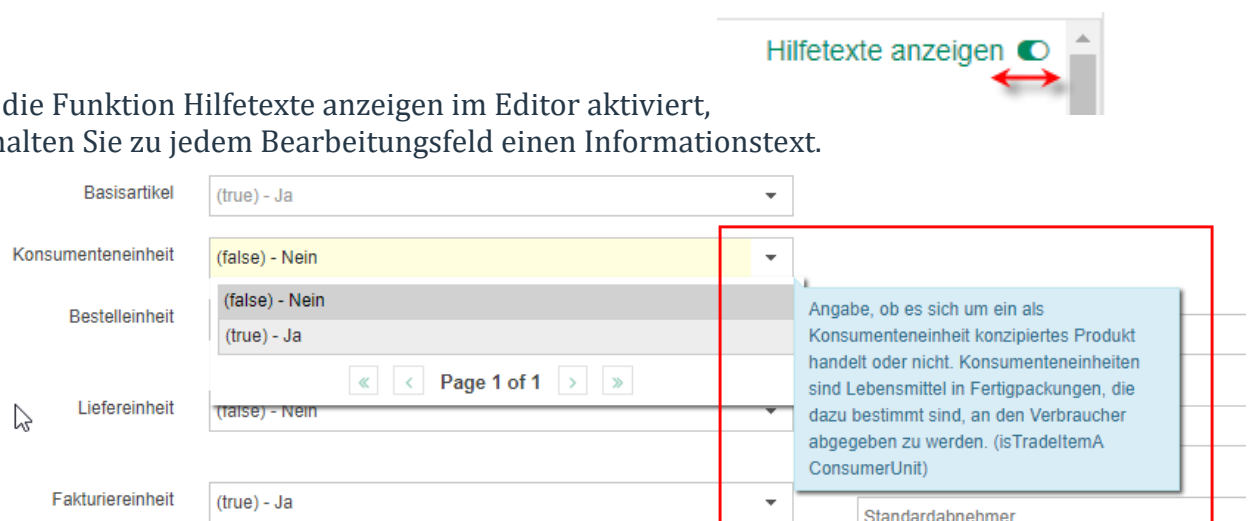 Hilfetexte anzeigen
die Funktion Hilfetexte anzeigen im Editor aktiviert,
halten Sie zu jedem Bearbeitungsfeld einen Informationstext.
Basisartikel (true) - Ja
Konsumenteneinheit (false) - Nein
(false) - Nein
Bestelleinheit
(true) - Ja
« < Page 1 of 1 > »
Liefereinheit (false) - Nein
Angabe, ob es sich um ein als
Konsumenteneinheit konzipiertes Produkt
handelt oder nicht. Konsumenteneinheiten
sind Lebensmittel in Fertigpackungen, die
dazu bestimmt sind, an den Verbraucher
abgegeben zu werden. (isTradeItemA
ConsumerUnit)
Fakturiereinheit (true) - Ja
Standardabnehmer